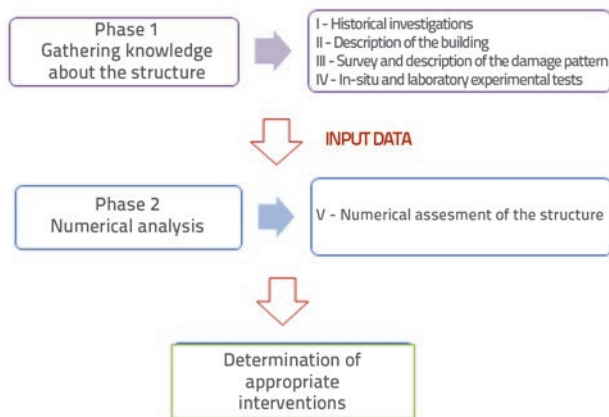 Phase 1
Gathering knowledge
about the structure
I - Historical investigations
II - Description of the building
III - Survey and description of the damage pattern
IV - In-situ and laboratory experimental tests
INPUT DATA
Phase 2
Numerical analysis
V - Numerical assesment of the structure
Determination of
appropriate
interventions